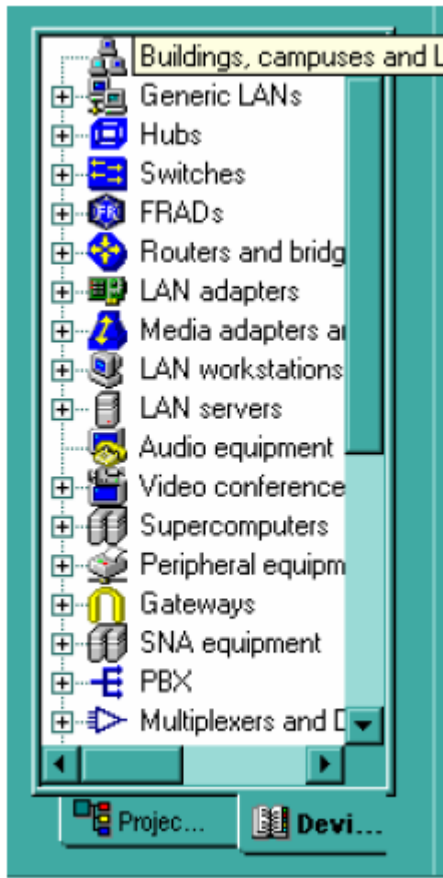 Buildings, campuses and L
Generic LANs
Hubs
Switches
FRADs
Routers and bridg
LAN adapters
Media adapters ar
LAN workstations
LAN servers
Audio equipment
Video conference
Supercomputers
Peripheral equipm
Gateways
SNA equipment
PBX
Multiplexers and D
Projec... Devi...